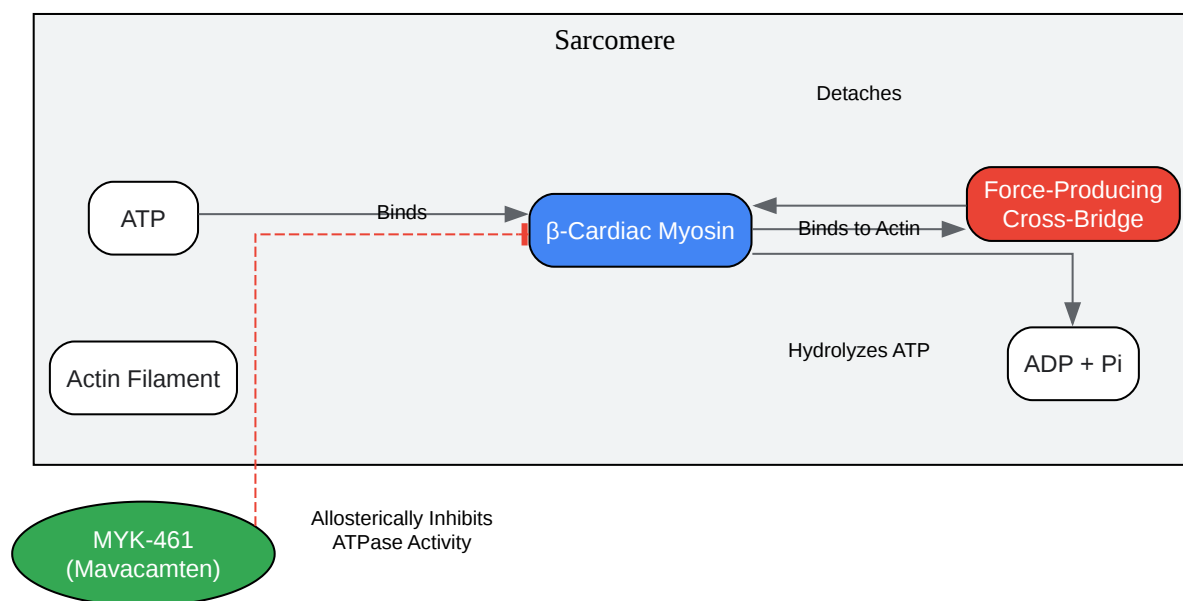 Sarcomere
Detaches
ATP
Binds
β-Cardiac Myosin
Binds to Actin
Force-Producing
Cross-Bridge
Actin Filament
Hydrolyzes ATP
ADP + Pi
MYK-461
(Mavacamten)
Allosterically Inhibits
ATPase Activity